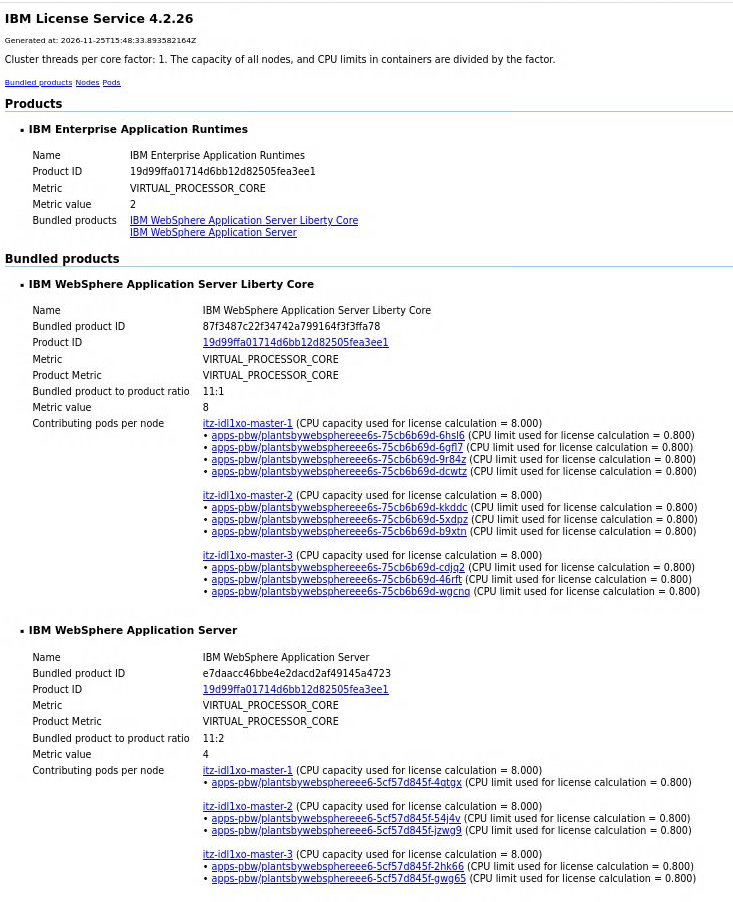 IBM License Service 4.2.26
Generated at: 2026-11-25T15:48:33.893582164Z
Cluster threads per core factor: 1. The capacity of all nodes, and CPU limits in containers are divided by the factor.
Bundled products Nodes Pods
Products
▪ IBM Enterprise Application Runtimes
Name IBM Enterprise Application Runtimes
Product ID 19d99ffa01714d6bb12d82505fea3ee1
Metric VIRTUAL_PROCESSOR_CORE
Metric value 2
Bundled products IBM WebSphere Application Server Liberty Core
IBM WebSphere Application Server
Bundled products
▪ IBM WebSphere Application Server Liberty Core
Name IBM WebSphere Application Server Liberty Core
Bundled product ID 87f3487c22f34742a799164f3f3ffa78
Product ID 19d99ffa01714d6bb12d82505fea3ee1
Metric VIRTUAL_PROCESSOR_CORE
Product Metric VIRTUAL_PROCESSOR_CORE
Bundled product to product ratio 11:1
Metric value 8
Contributing pods per node itz-idl1xo-master-1 (CPU capacity used for license calculation = 8.000)
• apps-pbw/plantsbywebsphereee6s-75cb6b69d-6hsl6 (CPU limit used for license calculation = 0.800)
• apps-pbw/plantsbywebsphereee6s-75cb6b69d-6gfl7 (CPU limit used for license calculation = 0.800)
• apps-pbw/plantsbywebsphereee6s-75cb6b69d-9r84z (CPU limit used for license calculation = 0.800)
• apps-pbw/plantsbywebsphereee6s-75cb6b69d-dcwtz (CPU limit used for license calculation = 0.800)
itz-idl1xo-master-2 (CPU capacity used for license calculation = 8.000)
• apps-pbw/plantsbywebsphereee6s-75cb6b69d-kkddc (CPU limit used for license calculation = 0.800)
• apps-pbw/plantsbywebsphereee6s-75cb6b69d-5xdpz (CPU limit used for license calculation = 0.800)
• apps-pbw/plantsbywebsphereee6s-75cb6b69d-b9xtn (CPU limit used for license calculation = 0.800)
itz-idl1xo-master-3 (CPU capacity used for license calculation = 8.000)
• apps-pbw/plantsbywebsphereee6s-75cb6b69d-cdjq2 (CPU limit used for license calculation = 0.800)
• apps-pbw/plantsbywebsphereee6s-75cb6b69d-46rft (CPU limit used for license calculation = 0.800)
• apps-pbw/plantsbywebsphereee6s-75cb6b69d-wgcnq (CPU limit used for license calculation = 0.800)
▪ IBM WebSphere Application Server
Name IBM WebSphere Application Server
Bundled product ID e7daacc46bbe4e2dacd2af49145a4723
Product ID 19d99ffa01714d6bb12d82505fea3ee1
Metric VIRTUAL_PROCESSOR_CORE
Product Metric VIRTUAL_PROCESSOR_CORE
Bundled product to product ratio 11:2
Metric value 4
Contributing pods per node itz-idl1xo-master-1 (CPU capacity used for license calculation = 8.000)
• apps-pbw/plantsbywebsphereee6-5cf57d845f-4qtgx (CPU limit used for license calculation = 0.800)
itz-idl1xo-master-2 (CPU capacity used for license calculation = 8.000)
• apps-pbw/plantsbywebsphereee6-5cf57d845f-54j4v (CPU limit used for license calculation = 0.800)
• apps-pbw/plantsbywebsphereee6-5cf57d845f-jzwg9 (CPU limit used for license calculation = 0.800)
itz-idl1xo-master-3 (CPU capacity used for license calculation = 8.000)
• apps-pbw/plantsbywebsphereee6-5cf57d845f-2hk66 (CPU limit used for license calculation = 0.800)
• apps-pbw/plantsbywebsphereee6-5cf57d845f-gwg65 (CPU limit used for license calculation = 0.800)